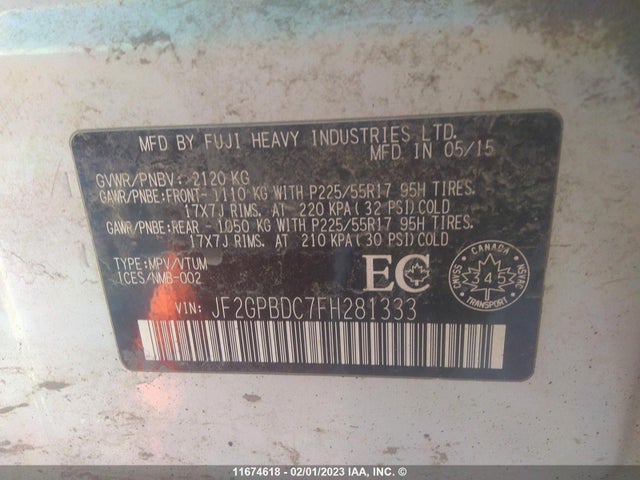 MFD BY FUJI HEAVY INDUSTRIES LTD.
MFD IN 05/15
GVWR/PNBV: 2120 KG
GAWR/PNBE:FRONT- 1110 KG WITH P225/55R17 95H TIRES.
17X7J RIMS. AT 220 KPA (32 PSI)COLD
GAWR/PNBE:REAR - 1050 KG WITH P225/55R17 95H TIRES.
17X7J RIMS. AT 210 KPA (30 PSI)COLD
TYPE:MPV/VTUM
ICES/NMB-002
EC
CANADA
CMVSS
NSVAC
345
TRANSPORT
VIN: JF2GPBDC7FH281333
11674618 - 02/01/2023 IAA, INC. ©